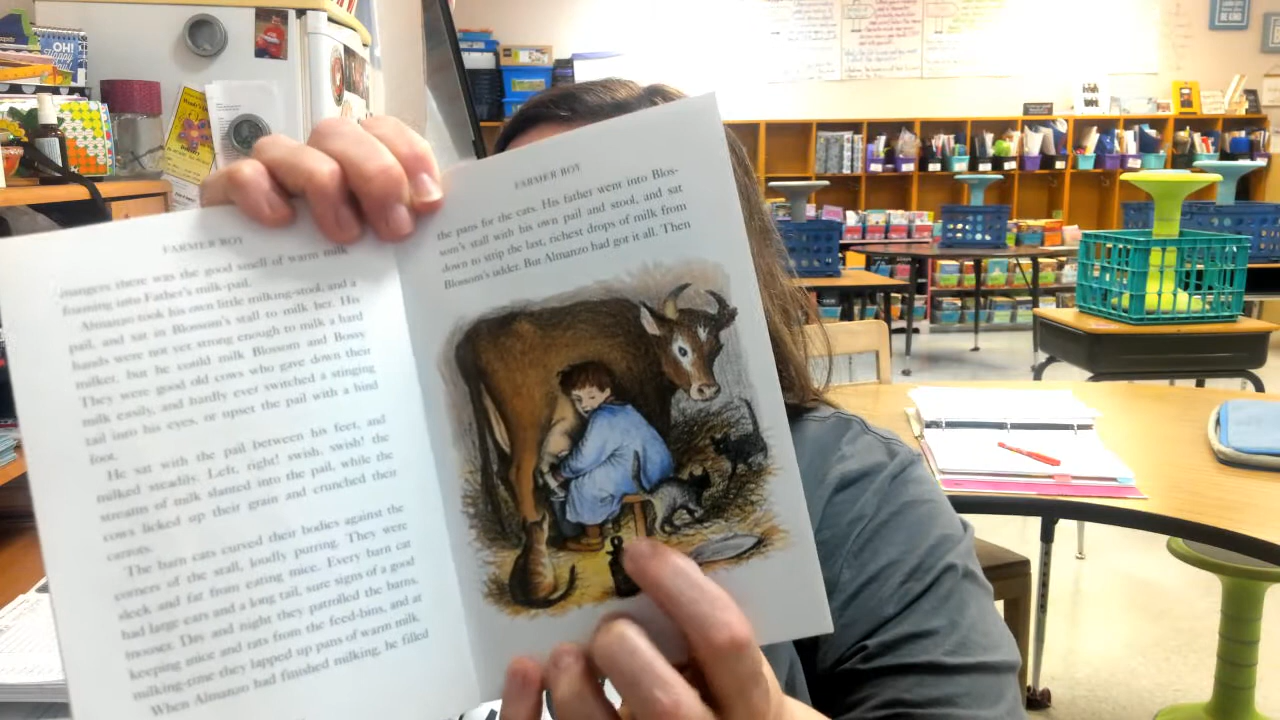 OH!
Happy
Day!
BE KIND
FARMER BOY
mangers there was the good smell of warm milk
foaming into Father's milk-pail.
Almanzo took his own little milking-stool, and a
pail, and sat in Blossom's stall to milk her. His
hands were not yet strong enough to milk a hard
milker, but he could milk Blossom and Bossy.
They were good old cows who gave down their
milk easily, and hardly ever switched a stinging
tail into his eyes, or upset the pail with a hind
foot.
He sat with the pail between his feet, and
milked steadily. Left, right! swish, swish! the
streams of milk slanted into the pail, while the
cows licked up their grain and crunched their
carrots.
The barn cats curved their bodies against the
corners of the stall, loudly purring. They were
sleek and fat from eating mice. Every barn cat
had large ears and a long tail, sure signs of a good
mouser. Day and night they patrolled the barns,
keeping mice and rats from the feed-bins, and at
milking-time they lapped up pans of warm milk.
When Almanzo had finished milking, he filled
FARMER BOY
the pans for the cats. His father went into Blos-
som's stall with his own pail and stool, and sat
down to strip the last, richest drops of milk from
Blossom's udder. But Almanzo had got it all. Then